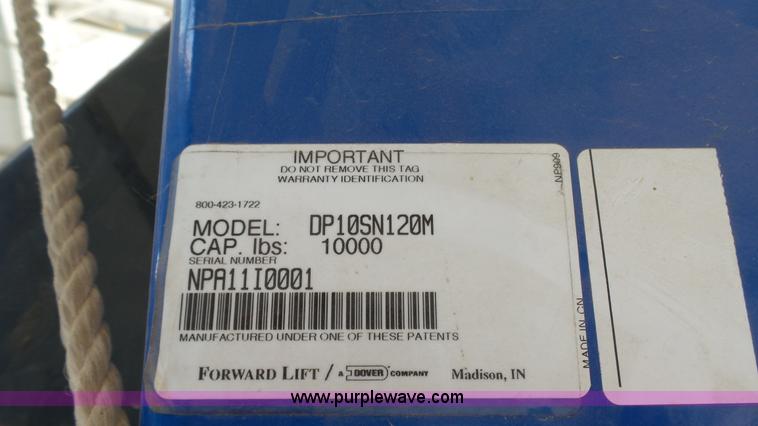 IMPORTANT
DO NOT REMOVE THIS TAG
WARRANTY IDENTIFICATION
800-423-1722
MODEL: DP10SN120M
CAP. lbs: 10000
SERIAL NUMBER
NPA11I0001
MANUFACTURED UNDER ONE OF THESE PATENTS
FORWARD LIFT / A DOVER COMPANY Madison, IN
NP909
MADE IN CN
www.purplewave.com